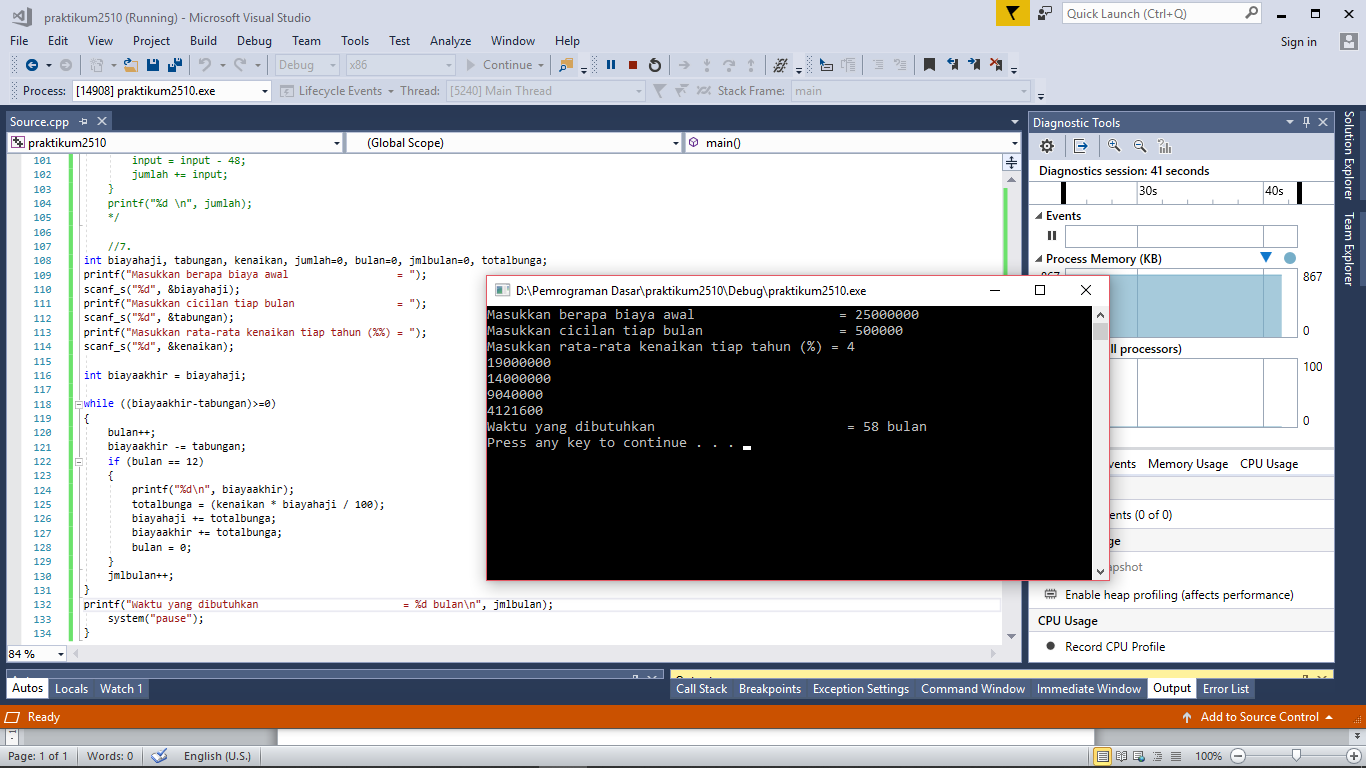 praktikum2510 (Running) - Microsoft Visual Studio
Quick Launch (Ctrl+Q)
File Edit View Project Build Debug Team Tools Test Analyze Window Help
Sign in
Debug x86 Continue
Process: [14908] praktikum2510.exe Lifecycle Events Thread: [5240] Main Thread Stack Frame: main
Source.cpp
praktikum2510 (Global Scope) main()
101 input = input - 48;
102 jumlah += input;
103 }
104 printf("%d \n", jumlah);
105 */
106
107 //7.
108 int biayahaji, tabungan, kenaikan, jumlah=0, bulan=0, jmlbulan=0, totalbunga;
109 printf("Masukkan berapa biaya awal = ");
110 scanf_s("%d", &biayahaji);
111 printf("Masukkan cicilan tiap bulan = ");
112 scanf_s("%d", &tabungan);
113 printf("Masukkan rata-rata kenaikan tiap tahun (%%) = ");
114 scanf_s("%d", &kenaikan);
115
116 int biayaakhir = biayahaji;
117
118 while ((biayaakhir-tabungan)>=0)
119 {
120 bulan++;
121 biayaakhir -= tabungan;
122 if (bulan == 12)
123 {
124 printf("%d\n", biayaakhir);
125 totalbunga = (kenaikan * biayahaji / 100);
126 biayahaji += totalbunga;
127 biayaakhir += totalbunga;
128 bulan = 0;
129 }
130 jmlbulan++;
131 }
132 printf("Waktu yang dibutuhkan = %d bulan\n", jmlbulan);
133 system("pause");
134 }
84 %
D:\Pemrograman Dasar\praktikum2510\Debug\praktikum2510.exe
Masukkan berapa biaya awal = 25000000
Masukkan cicilan tiap bulan = 500000
Masukkan rata-rata kenaikan tiap tahun (%) = 4
19000000
14000000
9040000
4121600
Waktu yang dibutuhkan = 58 bulan
Press any key to continue . . .
Diagnostic Tools
Diagnostics session: 41 seconds
30s 40s
Events
Process Memory (KB)
867 867
0
ll processors)
100
0
vents Memory Usage CPU Usage
ents (0 of 0)
ge
apshot
Enable heap profiling (affects performance)
CPU Usage
Record CPU Profile
Solution Explorer
Team Explorer
Autos Locals Watch 1
Call Stack Breakpoints Exception Settings Command Window Immediate Window Output Error List
Ready
Add to Source Control
Page: 1 of 1 Words: 0 English (U.S.) 100%